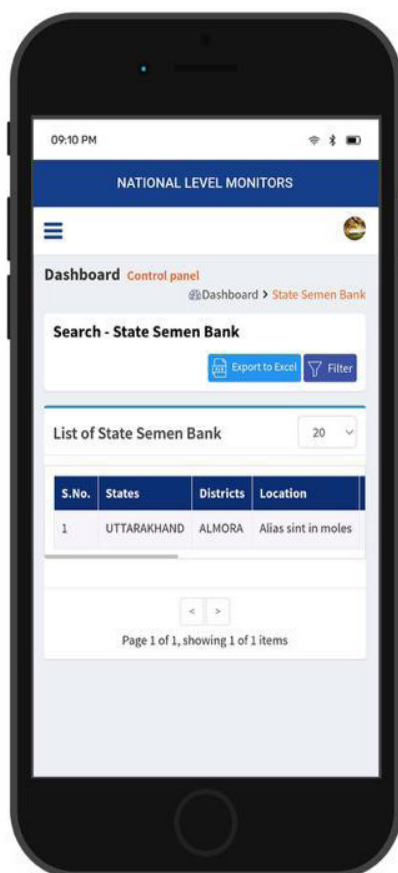 09:10 PM
NATIONAL LEVEL MONITORS
Dashboard Control panel
Dashboard > State Semen Bank
Search - State Semen Bank
Export to Excel Filter
List of State Semen Bank 20
S.No. States Districts Location
1 UTTARAKHAND ALMORA Alias sint in moles
< >
Page 1 of 1, showing 1 of 1 items